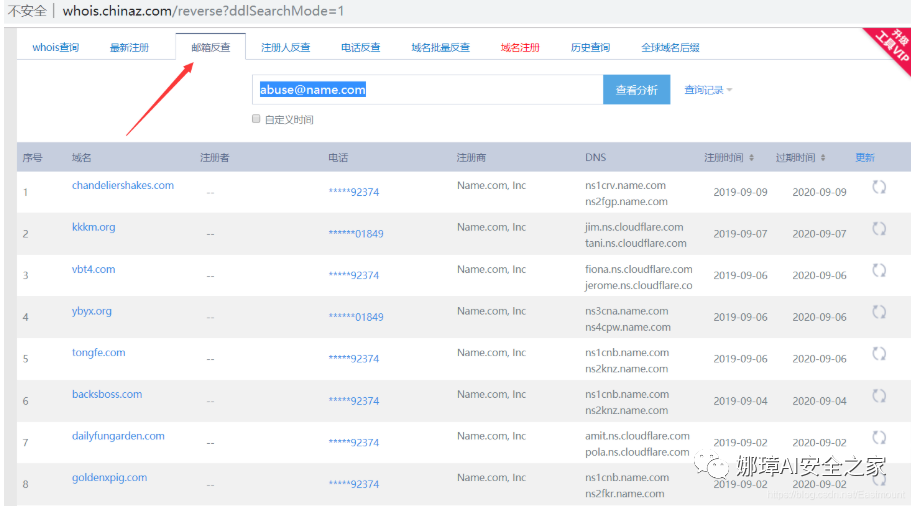 不安全 | whois.chinaz.com/reverse?ddlSearchMode=1
whois查询 最新注册 邮箱反查 注册人反查 电话反查 域名批量反查 域名注册 历史查询 全球域名后缀
升级
工具VIP
abuse@name.com 查看分析 查询记录
自定义时间
序号 域名 注册者 电话 注册商 DNS 注册时间 过期时间 更新
1 chandeliershakes.com -- *****92374 Name.com, Inc ns1crv.name.com 2019-09-09 2020-09-09
ns2fgp.name.com
2 kkkm.org -- ******01849 Name.com, Inc jim.ns.cloudflare.com 2019-09-07 2020-09-07
tani.ns.cloudflare.com
3 vbt4.com -- *****92374 Name.com, Inc fiona.ns.cloudflare.com 2019-09-06 2020-09-06
jerome.ns.cloudflare.co
4 ybyx.org -- ******01849 Name.com, Inc ns3cna.name.com 2019-09-06 2020-09-06
ns4cpw.name.com
5 tongfe.com -- *****92374 Name.com, Inc ns1cnb.name.com 2019-09-06 2020-09-06
ns2knz.name.com
6 backsboss.com -- *****92374 Name.com, Inc ns1cnb.name.com 2019-09-04 2020-09-04
ns2knz.name.com
7 dailyfungarden.com -- *****92374 Name.com, Inc amit.ns.cloudflare.com 2019-09-02 2020-09-02
pola.ns.cloudflare.com
娜璋AI安全之家
8 goldenxpig.com -- *****92374 Name.com, Inc ns1cnb.name.com 2019-09-02 2020-09-02
ns2fkr.name.com
https://blog.csdn.net/Eastmount